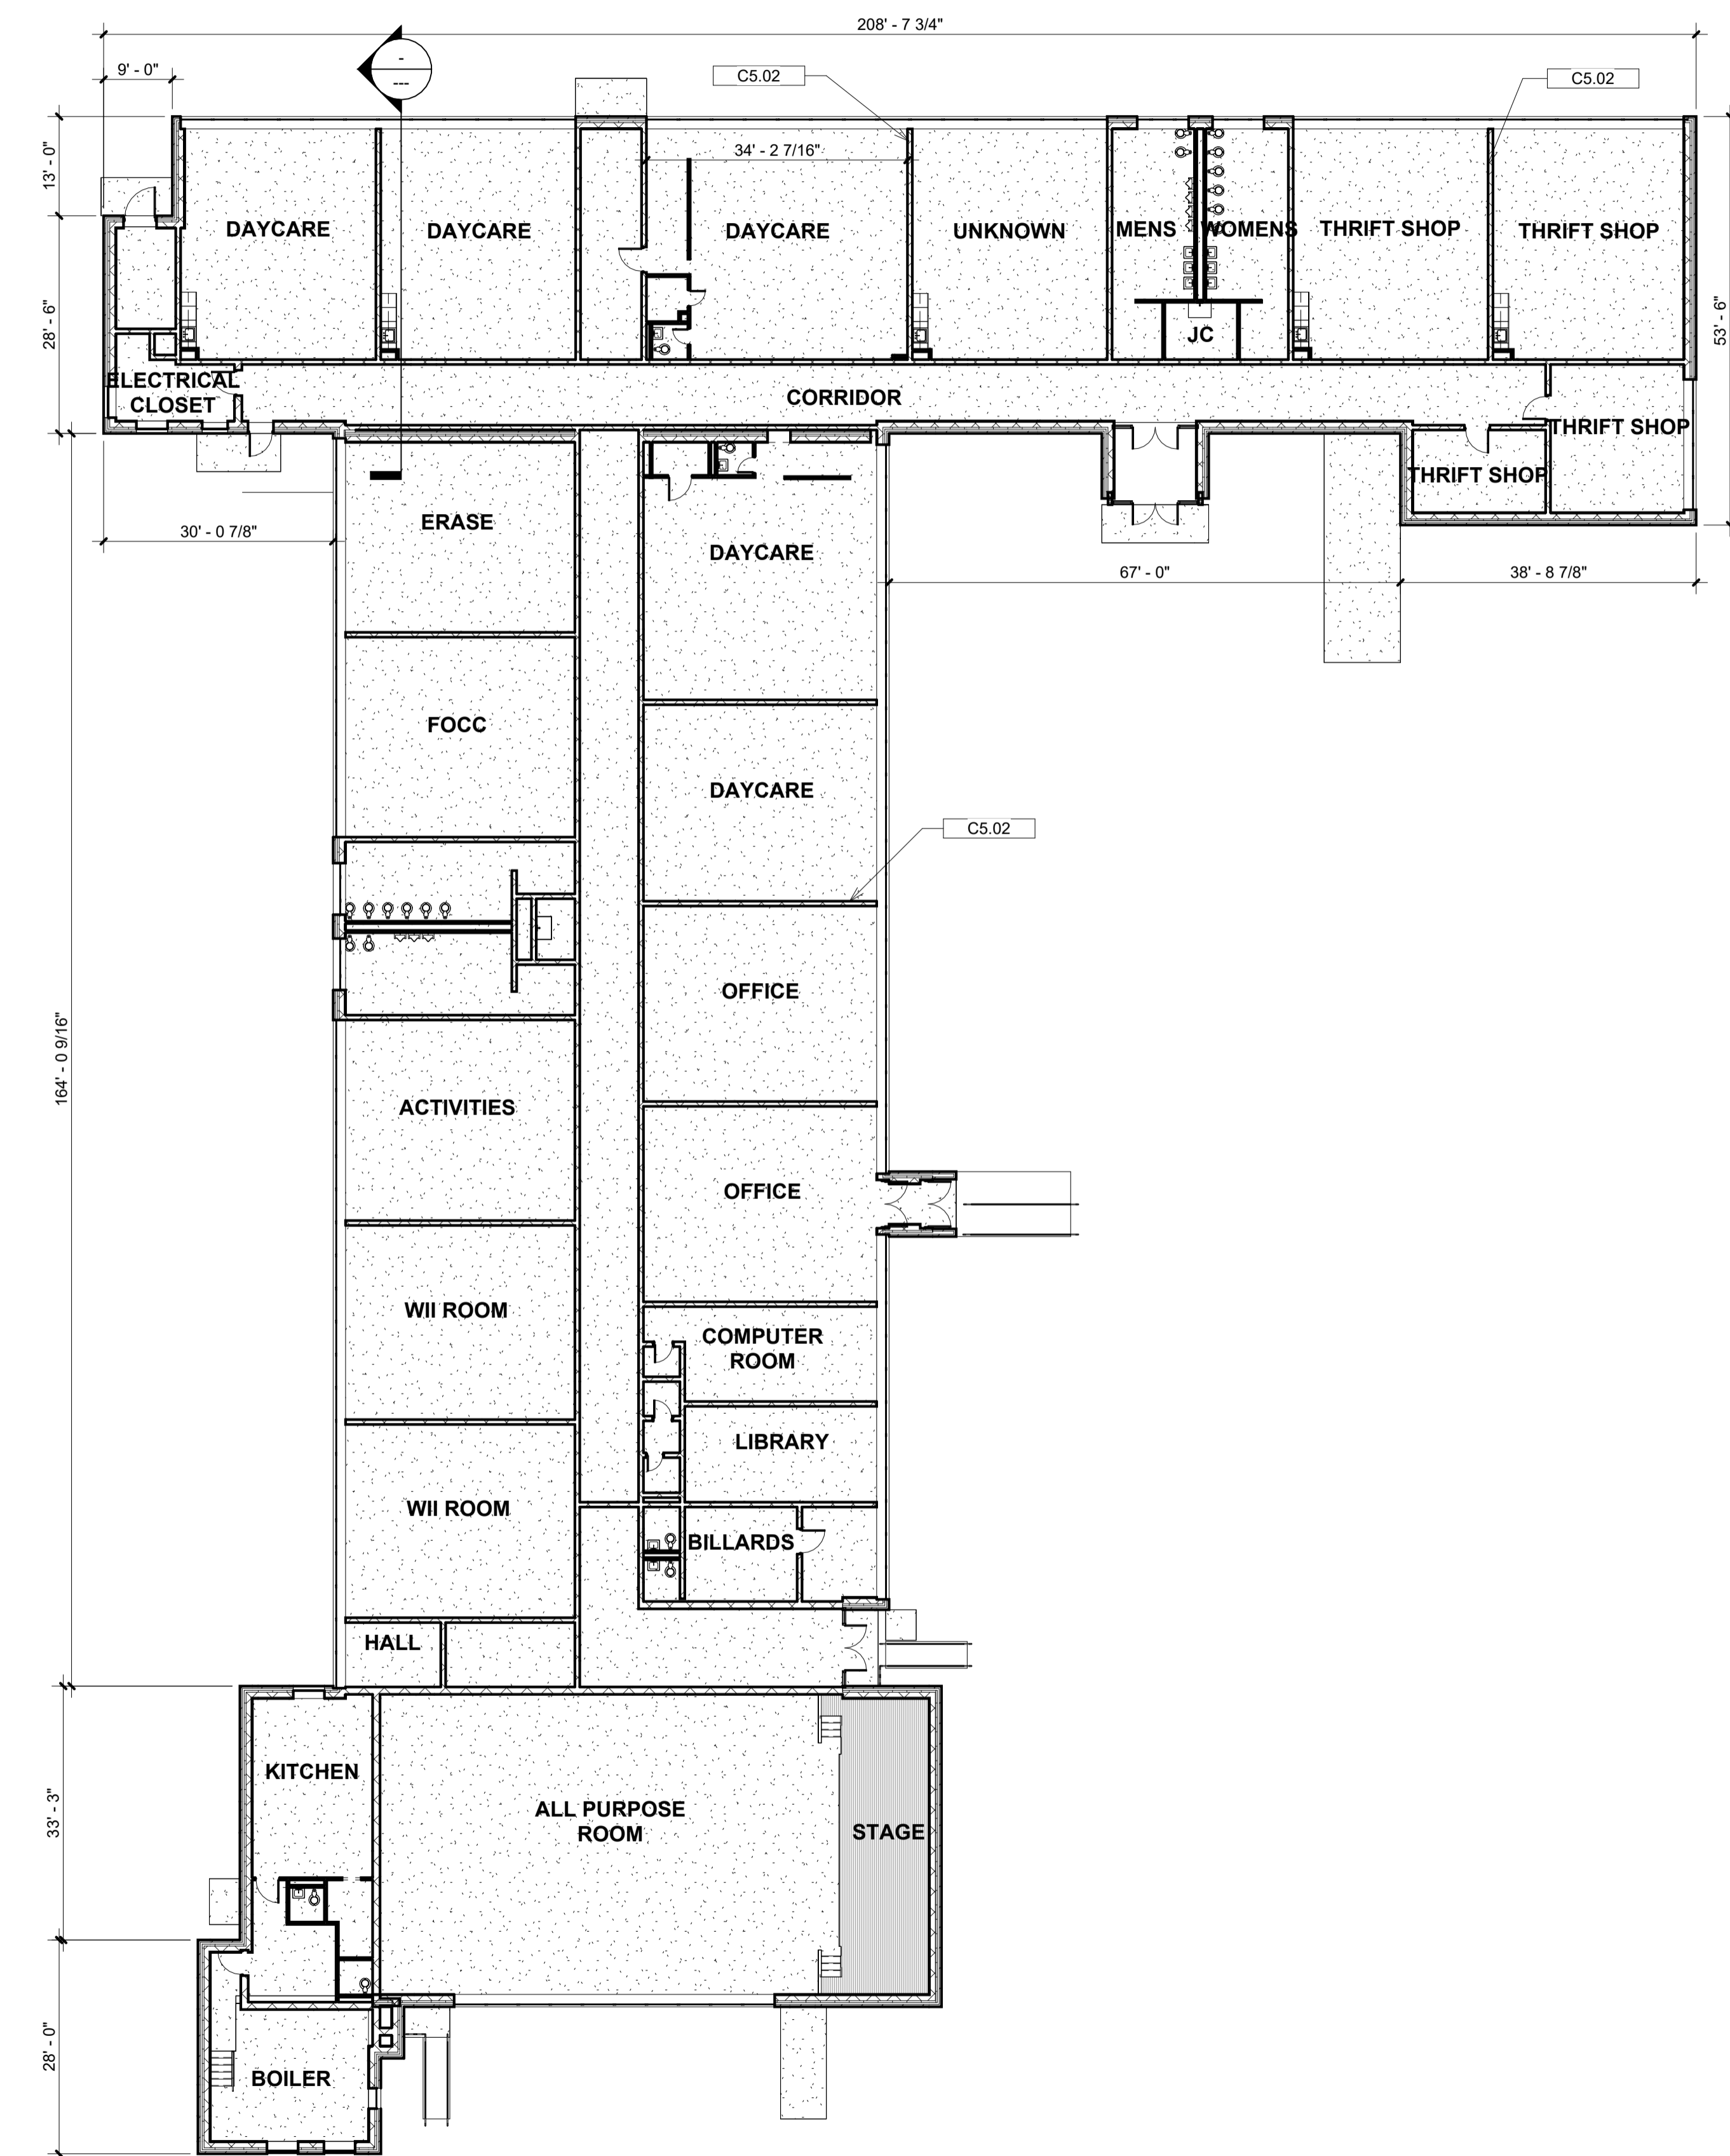 208' - 7 3/4"
9' - 0"
-
---
C5.02
C5.02
13' - 0"
34' - 2 7/16"
DAYCARE
DAYCARE
DAYCARE
UNKNOWN
MENS
WOMENS
THRIFT SHOP
THRIFT SHOP
28' - 6"
53' - 6"
JC
ELECTRICAL
CLOSET
CORRIDOR
THRIFT SHOP
THRIFT SHOP
30' - 0 7/8"
ERASE
DAYCARE
67' - 0"
38' - 8 7/8"
FOCC
DAYCARE
C5.02
OFFICE
164' - 0 9/16"
ACTIVITIES
OFFICE
WII ROOM
COMPUTER
ROOM
LIBRARY
WII ROOM
BILLARDS
HALL
KITCHEN
ALL PURPOSE
ROOM
STAGE
33' - 3"
28' - 0"
BOILER